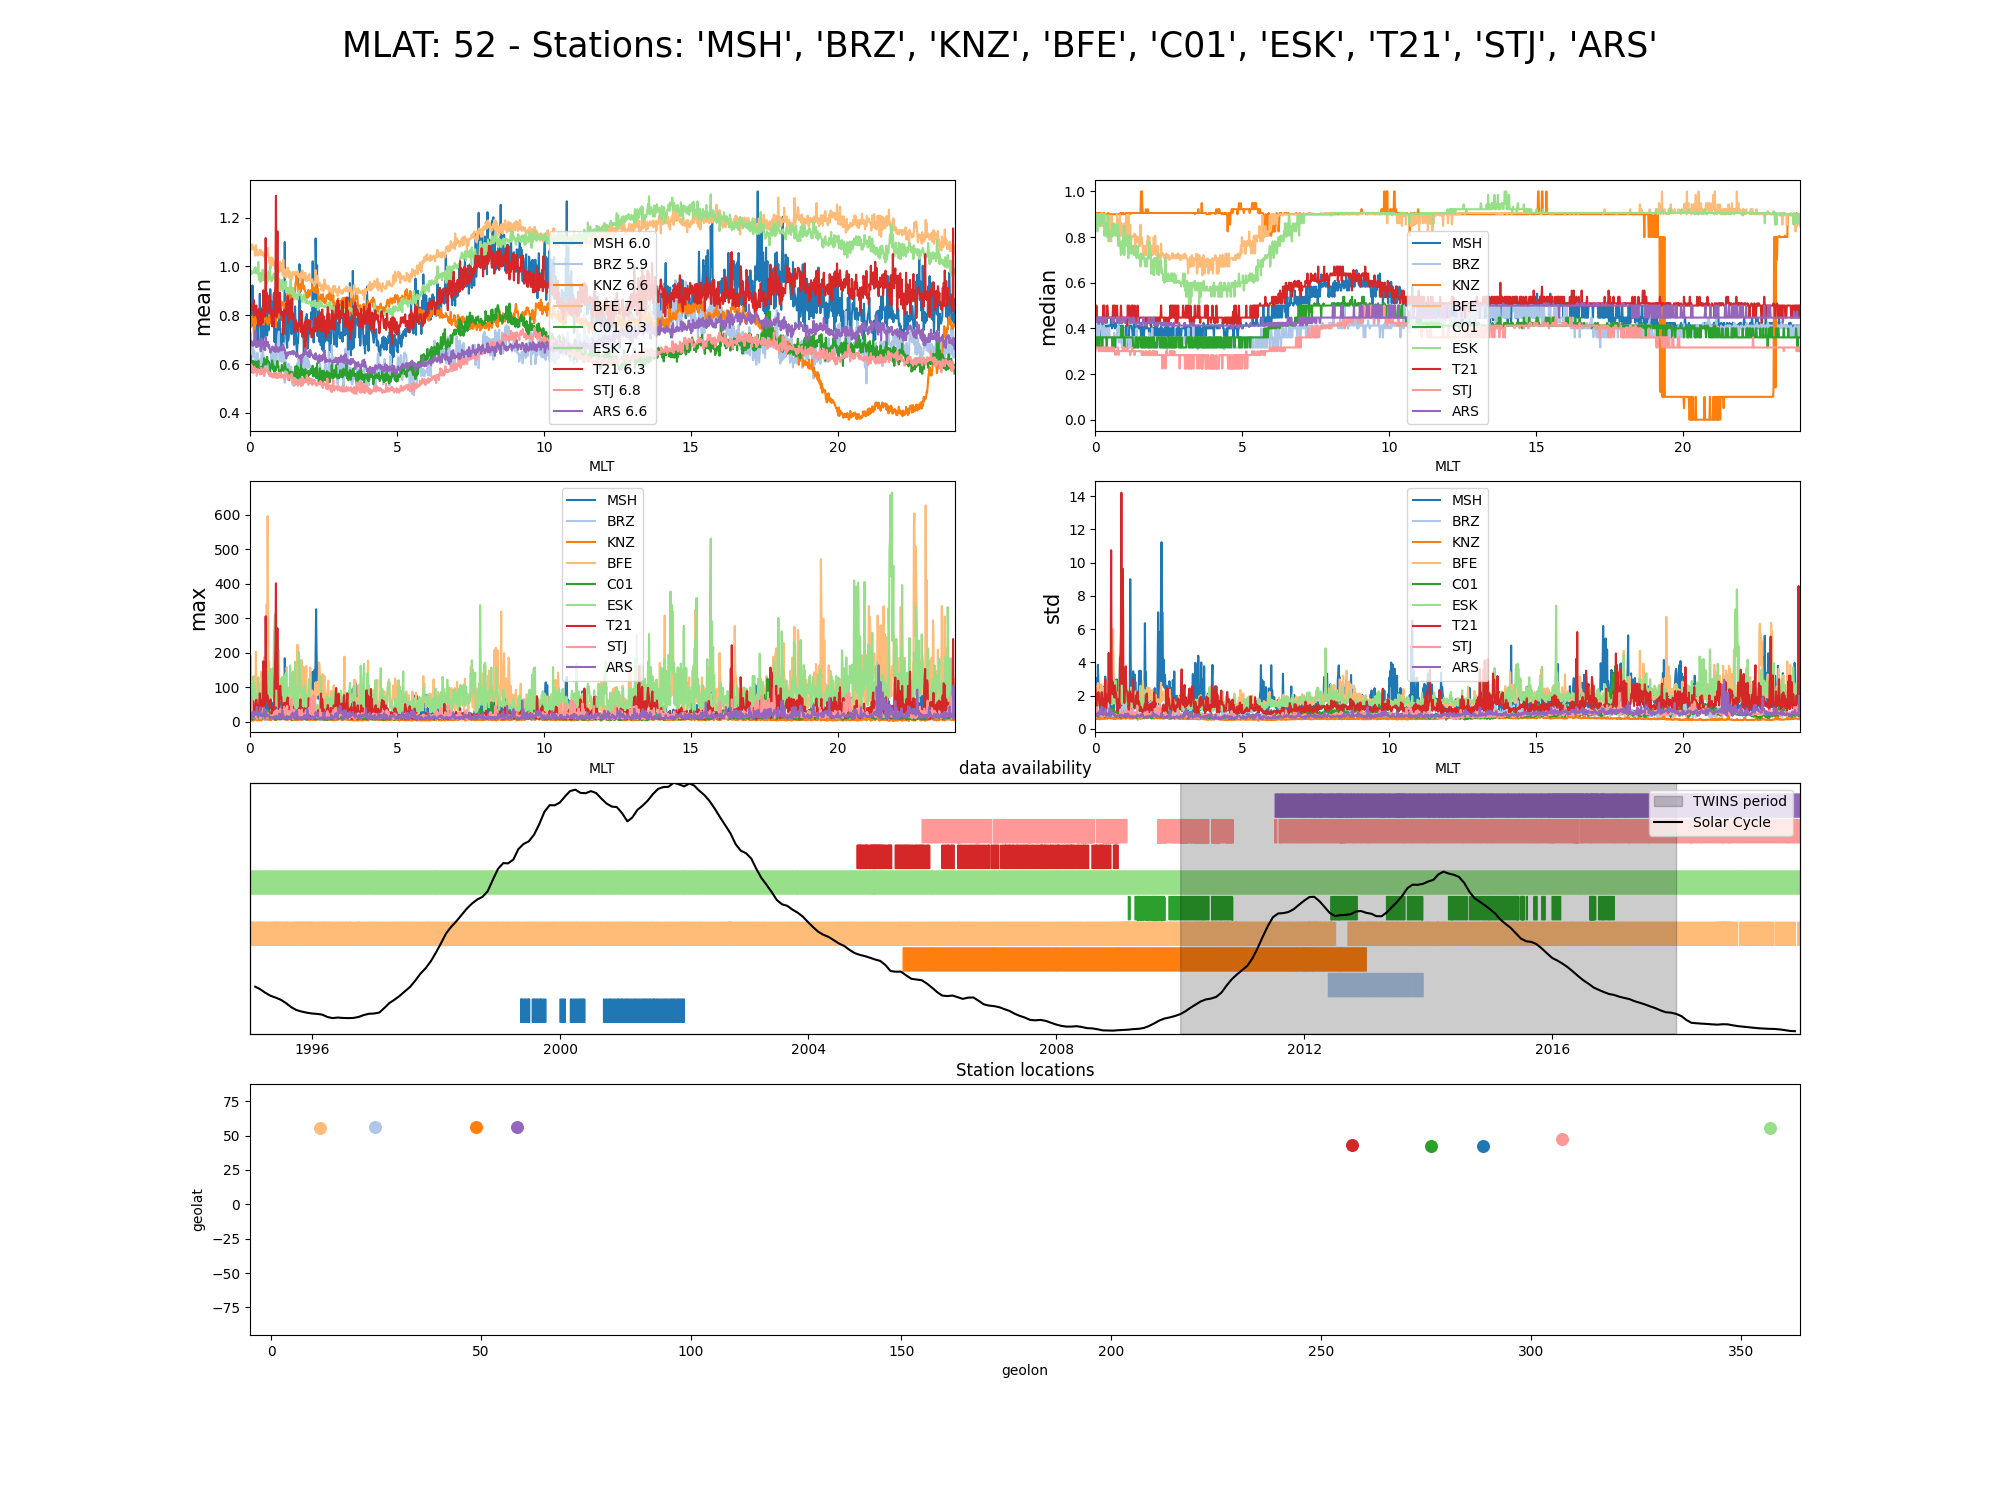 MLAT: 52 - Stations: 'MSH', 'BRZ', 'KNZ', 'BFE', 'C01', 'ESK', 'T21', 'STJ', 'ARS'
mean
1.2
1.0
0.8
0.6
0.4
MSH 6.0
BRZ 5.9
KNZ 6.6
BFE 7.1
C01 6.3
ESK 7.1
T21 6.3
STJ 6.8
ARS 6.6
0 5 10 15 20
MLT
median
1.0
0.8
0.6
0.4
0.2
0.0
MSH
BRZ
KNZ
BFE
C01
ESK
T21
STJ
ARS
0 5 10 15 20
MLT
max
600
500
400
300
200
100
0
MSH
BRZ
KNZ
BFE
C01
ESK
T21
STJ
ARS
0 5 10 15 20
MLT
std
14
12
10
8
6
4
2
0
MSH
BRZ
KNZ
BFE
C01
ESK
T21
STJ
ARS
0 5 10 15 20
MLT
data availability
TWINS period
Solar Cycle
1996 2000 2004 2008 2012 2016
Station locations
geolat
75
50
25
0
−25
−50
−75
0 50 100 150 200 250 300 350
geolon